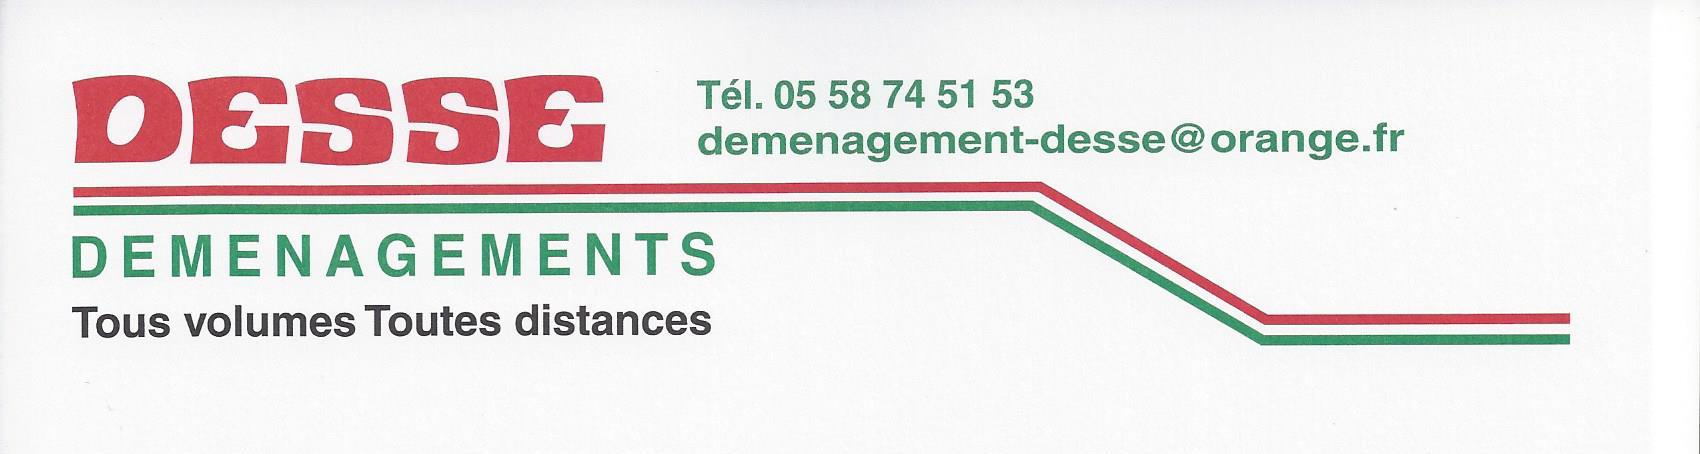 DESSE
Tél. 05 58 74 51 53
demenagement-desse@orange.fr
DEMENAGEMENTS
Tous volumes Toutes distances